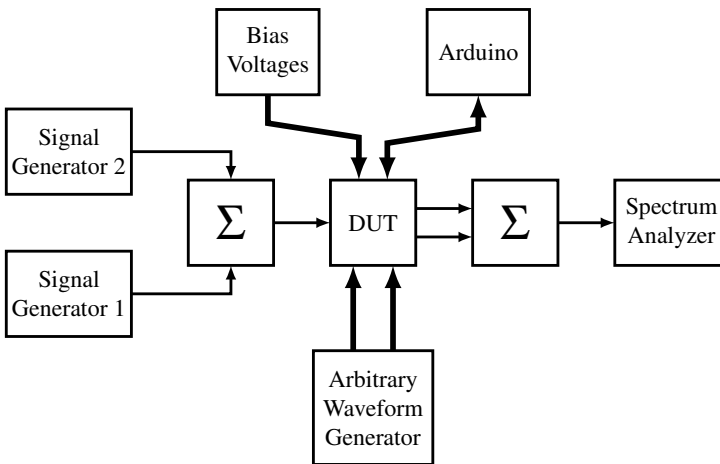 Bias
Voltages
Arduino
Signal
Generator 2
Σ
DUT
Σ
Spectrum
Analyzer
Signal
Generator 1
Arbitrary
Waveform
Generator